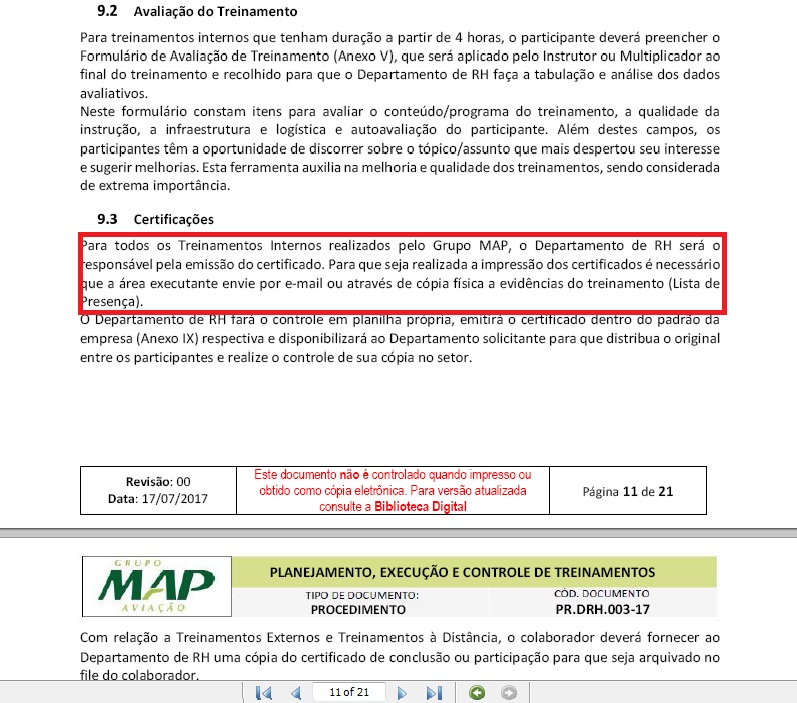 9.2 Avaliação do Treinamento
Para treinamentos internos que tenham duração a partir de 4 horas, o participante deverá preencher o
Formulário de Avaliação de Treinamento (Anexo V), que será aplicado pelo Instrutor ou Multiplicador ao
final do treinamento e recolhido para que o Departamento de RH faça a tabulação e análise dos dados
avaliativos.
Neste formulário constam itens para avaliar o conteúdo/programa do treinamento, a qualidade da
instrução, a infraestrutura e logística e autoavaliação do participante. Além destes campos, os
participantes têm a oportunidade de discorrer sobre o tópico/assunto que mais despertou seu interesse
e sugerir melhorias. Esta ferramenta auxilia na melhoria e qualidade dos treinamentos, sendo considerada
de extrema importância.
9.3 Certificações
Para todos os Treinamentos Internos realizados pelo Grupo MAP, o Departamento de RH será o
responsável pela emissão do certificado. Para que seja realizada a impressão dos certificados é necessário
que a área executante envie por e-mail ou através de cópia física a evidências do treinamento (Lista de
Presença).
O Departamento de RH fará o controle em planilha própria, emitirá o certificado dentro do padrão da
empresa (Anexo IX) respectiva e disponibilizará ao Departamento solicitante para que distribua o original
entre os participantes e realize o controle de sua cópia no setor.
Revisão: 00
Data: 17/07/2017
Este documento não é controlado quando impresso ou
obtido como cópia eletrônica. Para versão atualizada
consulte a Biblioteca Digital
Página 11 de 21
GRUPO
MAP
AVIAÇÃO
PLANEJAMENTO, EXECUÇÃO E CONTROLE DE TREINAMENTOS
TIPO DE DOCUMENTO:
PROCEDIMENTO
CÓD. DOCUMENTO
PR.DRH.003-17
Com relação a Treinamentos Externos e Treinamentos à Distância, o colaborador deverá fornecer ao
Departamento de RH uma cópia do certificado de conclusão ou participação para que seja arquivado no
file do colaborador.
11 of 21